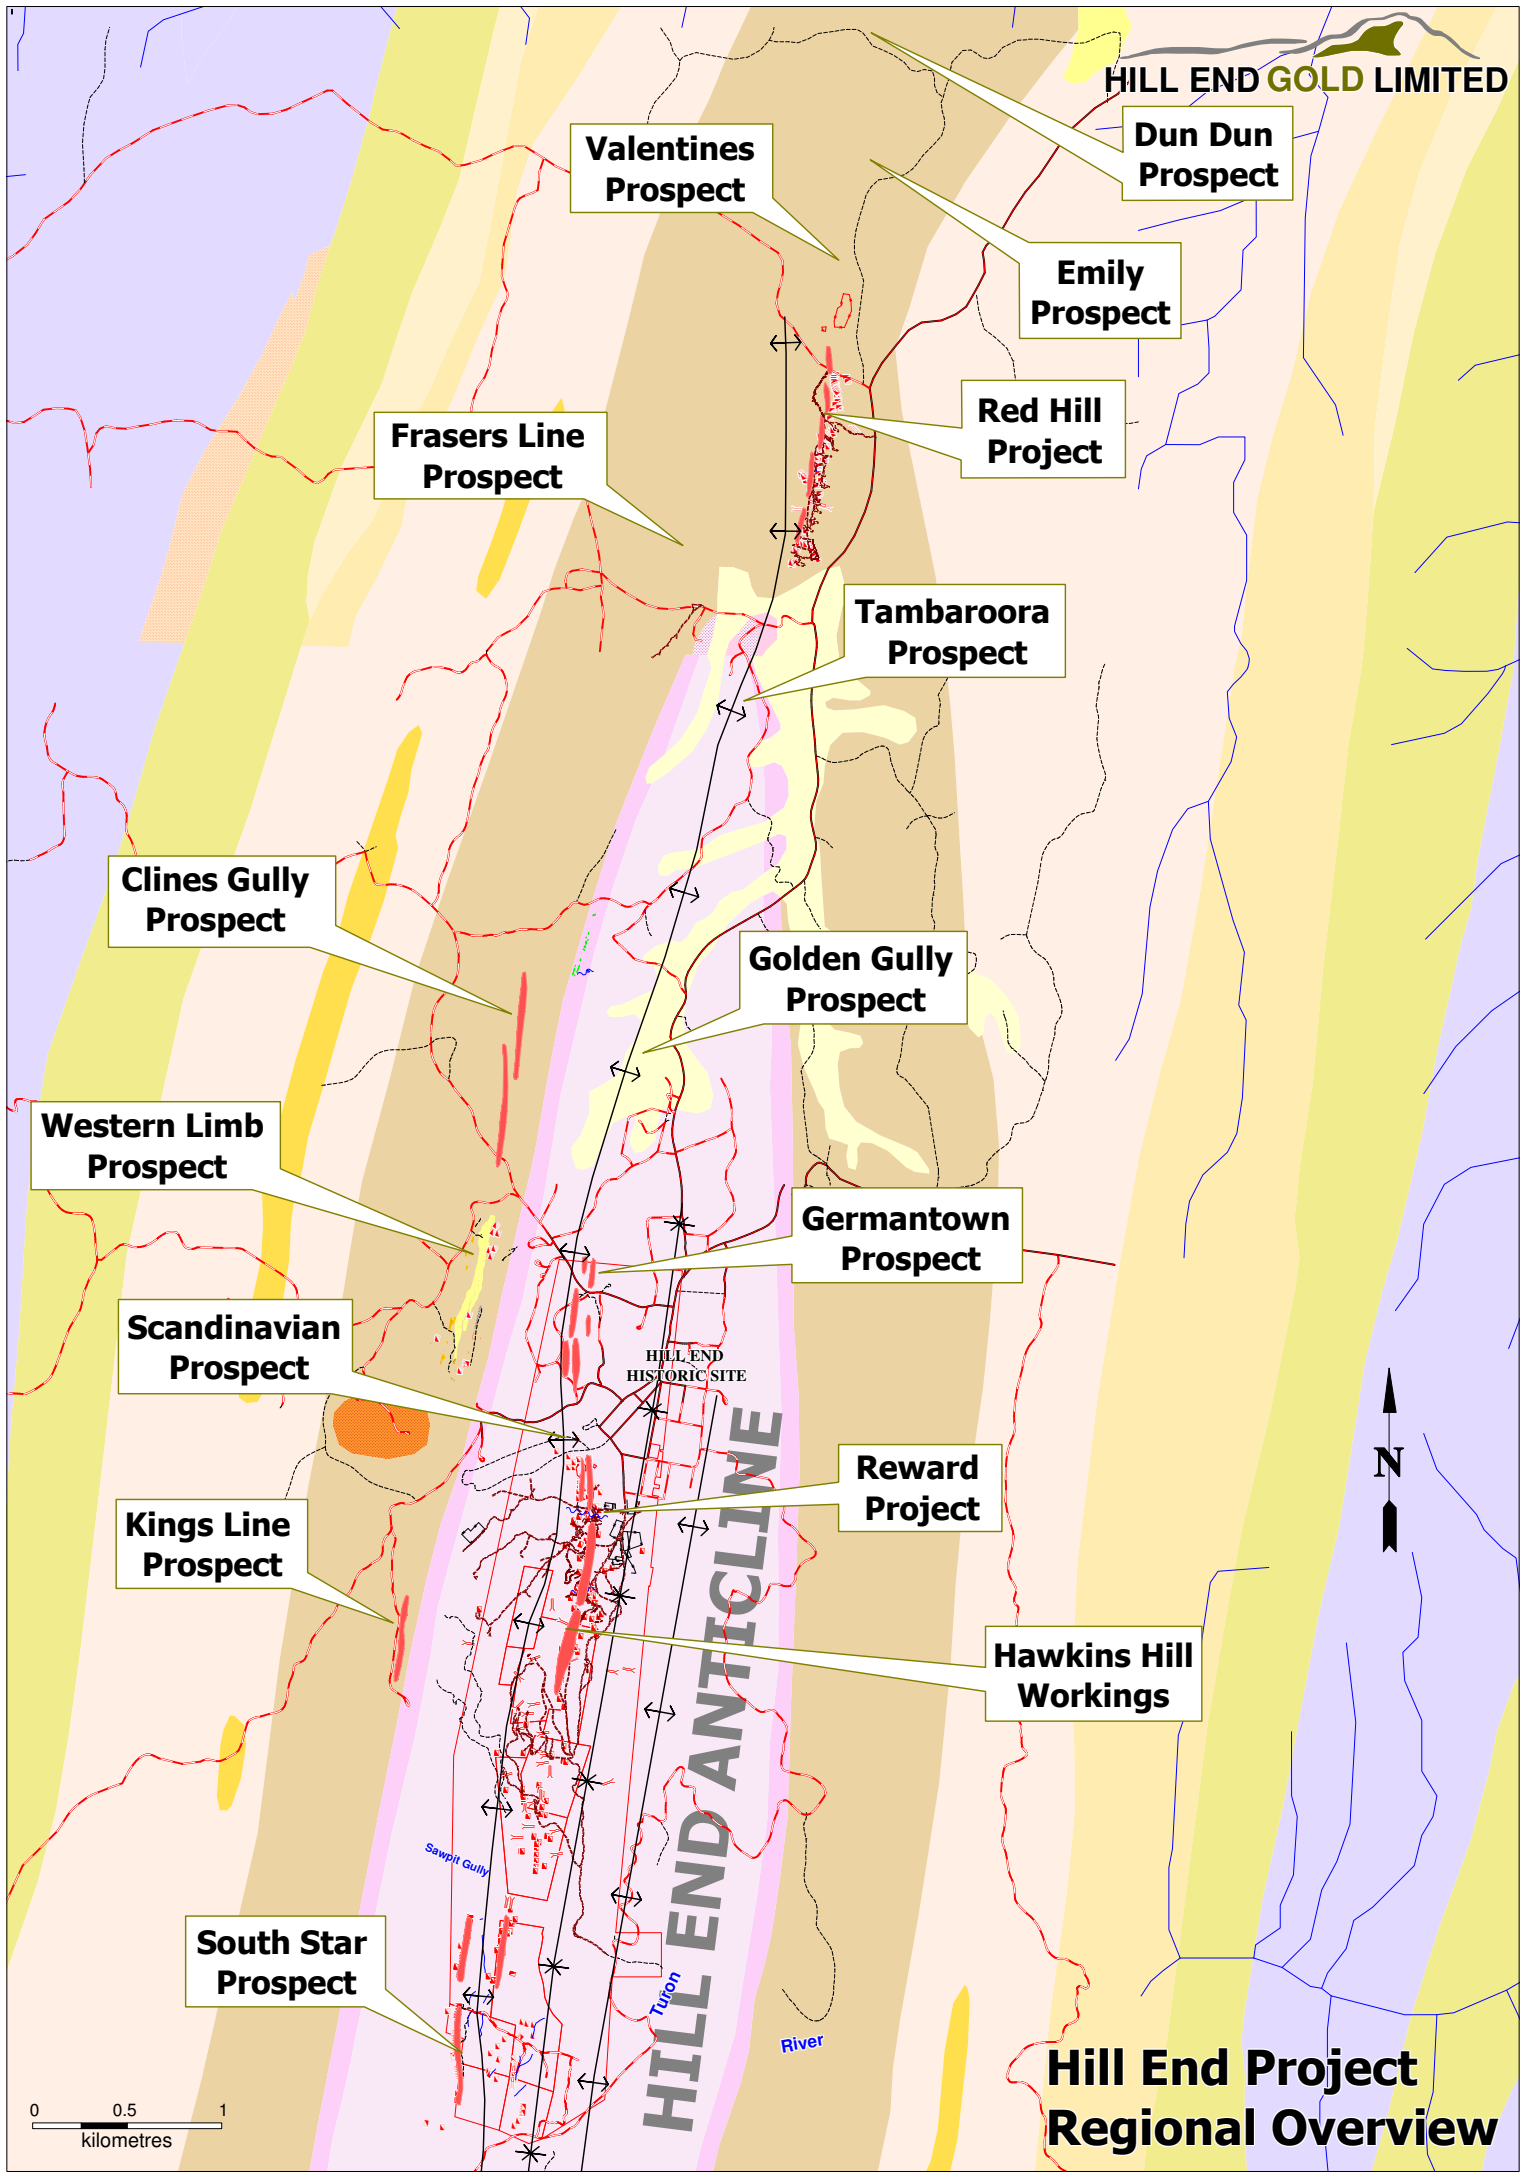 HILL END GOLD LIMITED
Dun Dun
Prospect
Valentines
Prospect
Emily
Prospect
Red Hill
Project
Frasers Line
Prospect
Tambaroora
Prospect
Clines Gully
Prospect
Golden Gully
Prospect
Western Limb
Prospect
Germantown
Prospect
Scandinavian
Prospect
HILL END
HISTORIC SITE
Reward
Project
Kings Line
Prospect
Hawkins Hill
Workings
HILL END ANTICLINE
N
Sawpit Gully
South Star
Prospect
Turon
River
0 0.5 1
kilometres
Hill End Project
Regional Overview